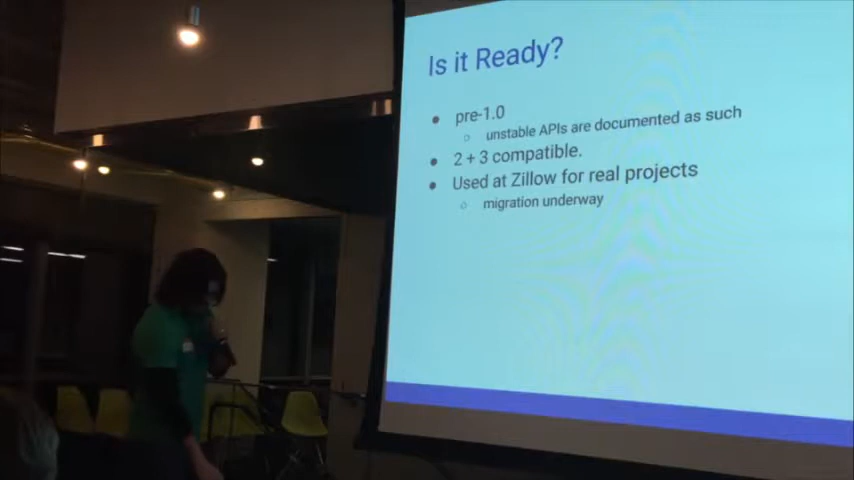 Is it Ready?
● pre-1.0
○ unstable APIs are documented as such
● 2 + 3 compatible.
● Used at Zillow for real projects
○ migration underway